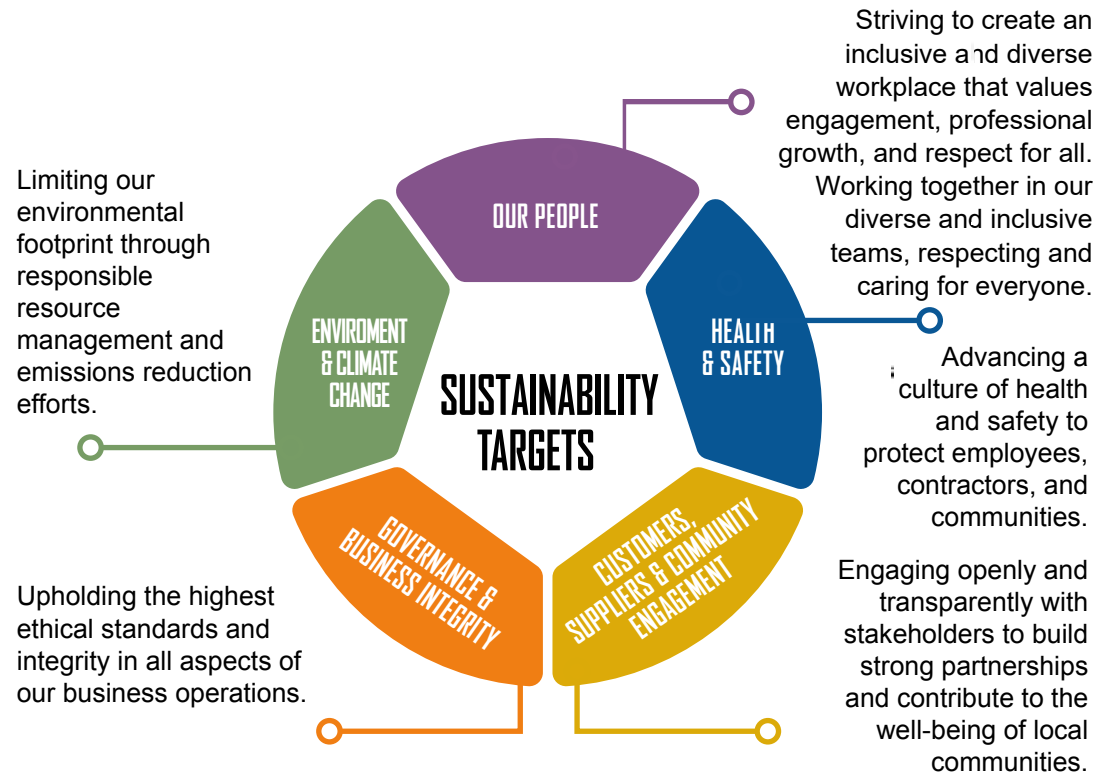 Striving to create an
inclusive and diverse
workplace that values
engagement, professional
growth, and respect for all.
Working together in our
diverse and inclusive
teams, respecting and
caring for everyone.
OUR PEOPLE
Limiting our
environmental
footprint through
responsible
resource
management and
emissions reduction
efforts.
ENVIROMENT
& CLIMATE
CHANGE
HEALTH
& SAFETY
SUSTAINABILITY
TARGETS
Advancing a
culture of health
and safety to
protect employees,
contractors, and
communities.
GOVERNANCE &
BUSINESS INTEGRITY
CUSTOMERS,
SUPPLIERS & COMMUNITY
ENGAGEMENT
Upholding the highest
ethical standards and
integrity in all aspects of
our business operations.
Engaging openly and
transparently with
stakeholders to build
strong partnerships
and contribute to the
well-being of local
communities.